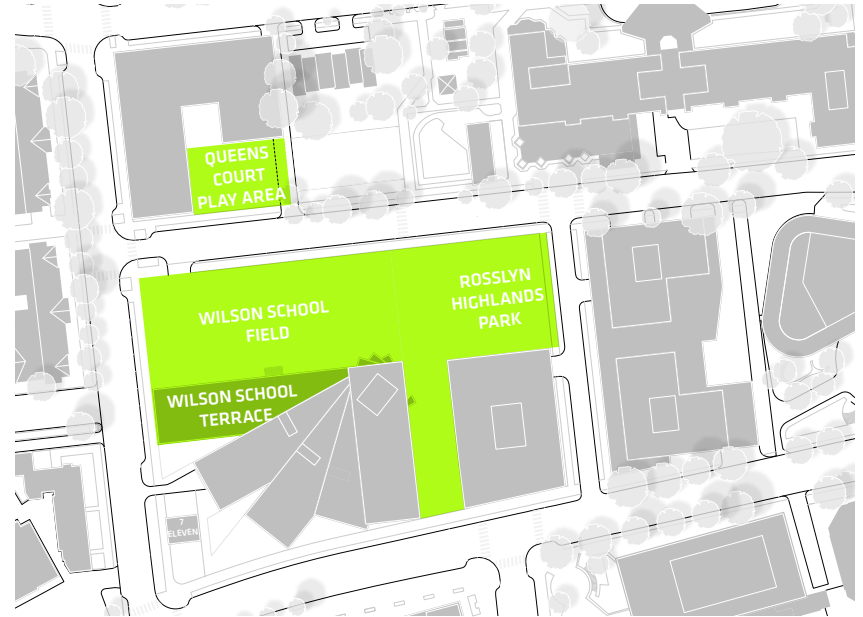 QUEENS
COURT
PLAY AREA
WILSON SCHOOL
FIELD
ROSSLYN
HIGHLANDS
PARK
WILSON SCHOOL
TERRACE
7
ELEVEN